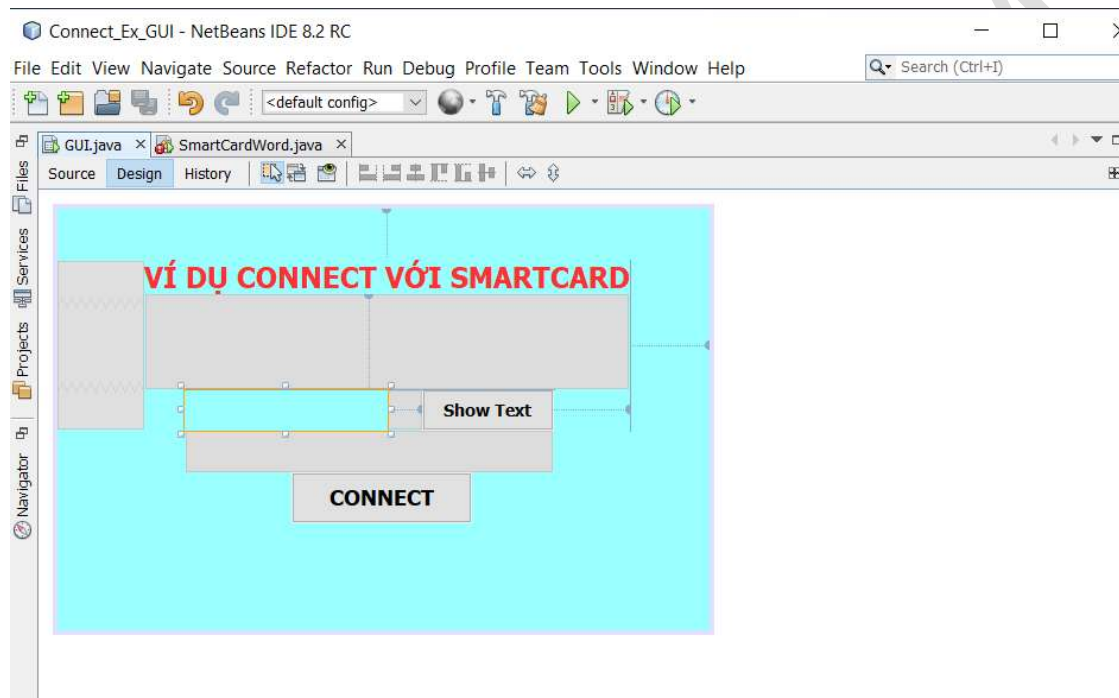 Connect_Ex_GUI - NetBeans IDE 8.2 RC
File Edit View Navigate Source Refactor Run Debug Profile Team Tools Window Help
Search (Ctrl+I)
<default config>
GUI.java
SmartCardWord.java
Source Design History
Files
Services
Projects
Navigator
VÍ DỤ CONNECT VỚI SMARTCARD
Show Text
CONNECT